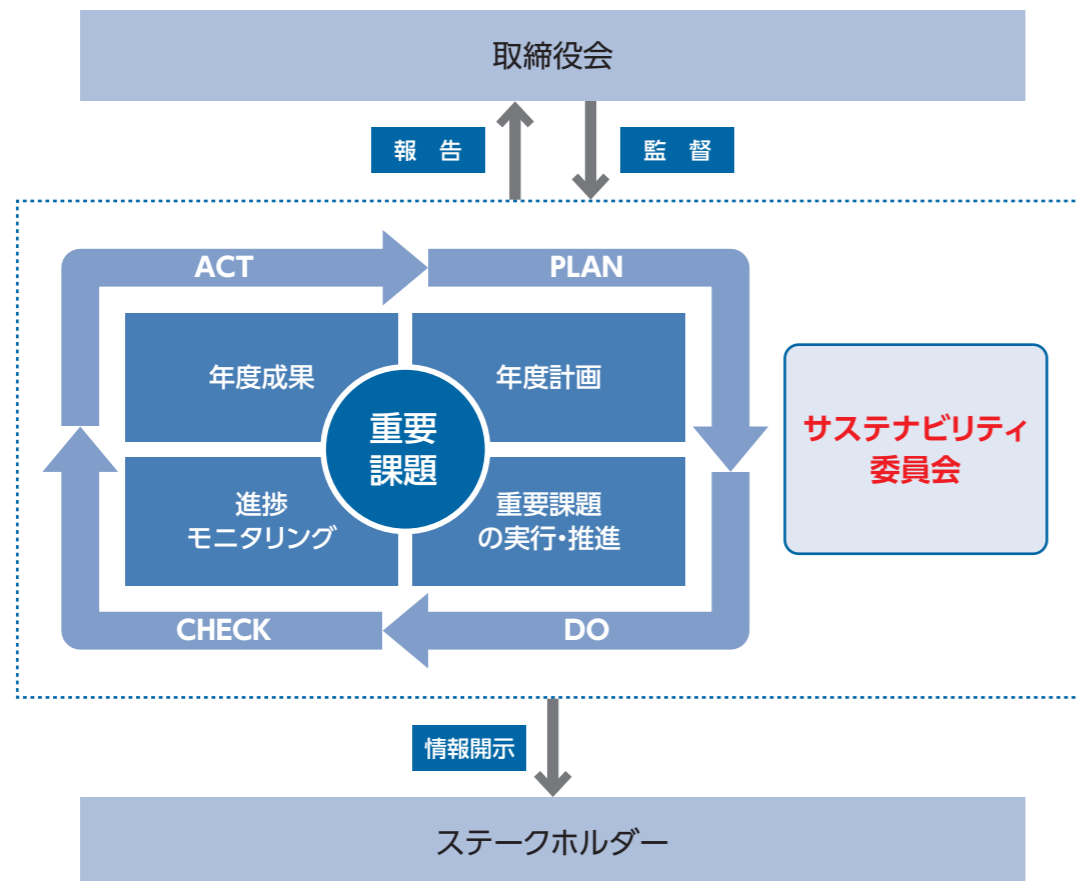 取締役会
報　告
監　督
ACT
PLAN
年度成果
年度計画
重要
課題
進捗
モニタリング
重要課題
の実行・推進
サステナビリティ
委員会
CHECK
DO
情報開示
ステークホルダー